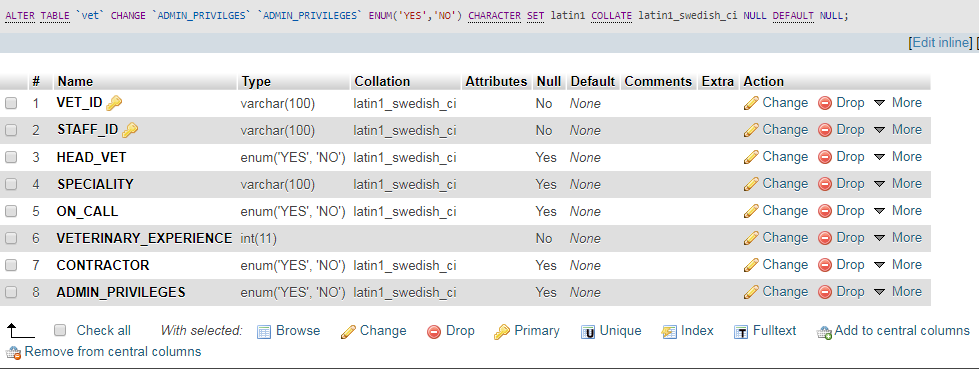 ALTER TABLE `vet` CHANGE `ADMIN_PRIVILGES` `ADMIN_PRIVILEGES` ENUM('YES','NO') CHARACTER SET latin1 COLLATE latin1_swedish_ci NULL DEFAULT NULL;
[Edit inline] [
# Name Type Collation Attributes Null Default Comments Extra Action
1 VET_ID varchar(100) latin1_swedish_ci No None Change Drop More
2 STAFF_ID varchar(100) latin1_swedish_ci No None Change Drop More
3 HEAD_VET enum('YES', 'NO') latin1_swedish_ci Yes None Change Drop More
4 SPECIALITY varchar(100) latin1_swedish_ci Yes None Change Drop More
5 ON_CALL enum('YES', 'NO') latin1_swedish_ci Yes None Change Drop More
6 VETERINARY_EXPERIENCE int(11) No None Change Drop More
7 CONTRACTOR enum('YES', 'NO') latin1_swedish_ci Yes None Change Drop More
8 ADMIN_PRIVILEGES enum('YES', 'NO') latin1_swedish_ci Yes None Change Drop More
Check all With selected: Browse Change Drop Primary Unique Index Fulltext Add to central columns
Remove from central columns